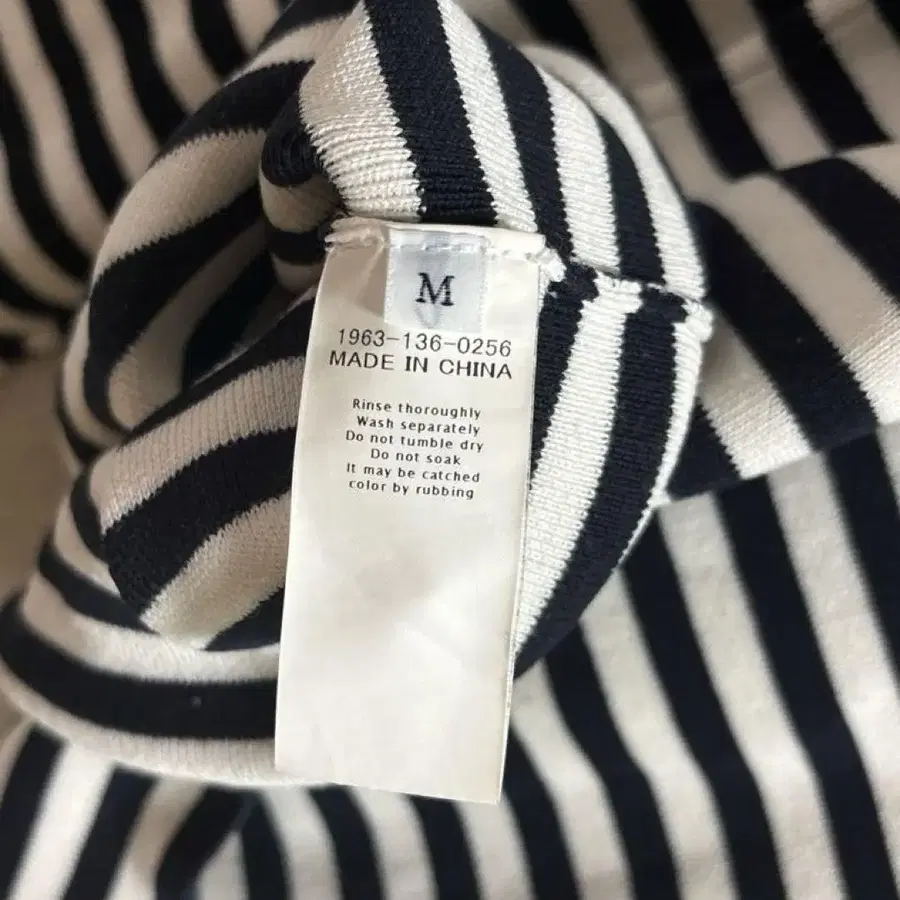 M
1963-136-0256
MADE IN CHINA
Rinse thoroughly
Wash separately
Do not tumble dry
Do not soak
It may be catched
color by rubbing